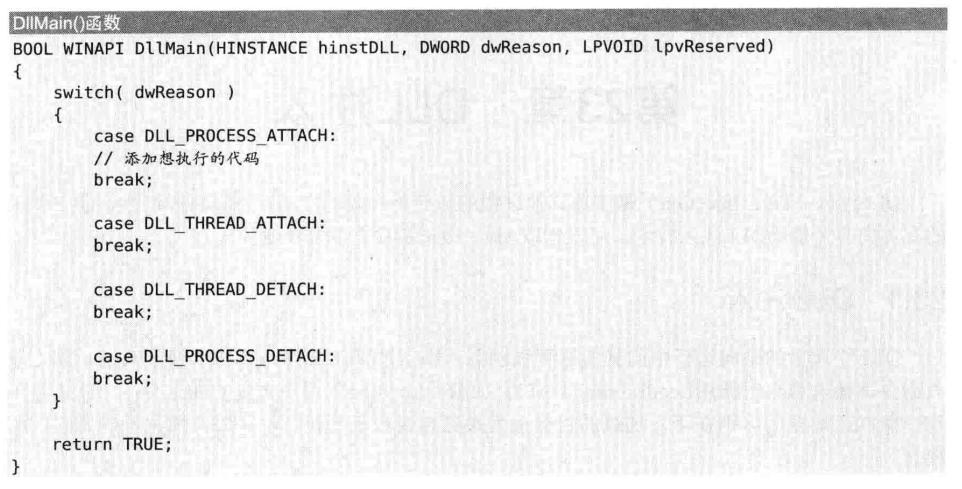 DllMain()函数
BOOL WINAPI DllMain(HINSTANCE hinstDLL, DWORD dwReason, LPVOID lpvReserved)
{
    switch( dwReason )
    {
        case DLL_PROCESS_ATTACH:
        // 添加想执行的代码
        break;

        case DLL_THREAD_ATTACH:
        break;

        case DLL_THREAD_DETACH:
        break;

        case DLL_PROCESS_DETACH:
        break;
    }

    return TRUE;
}